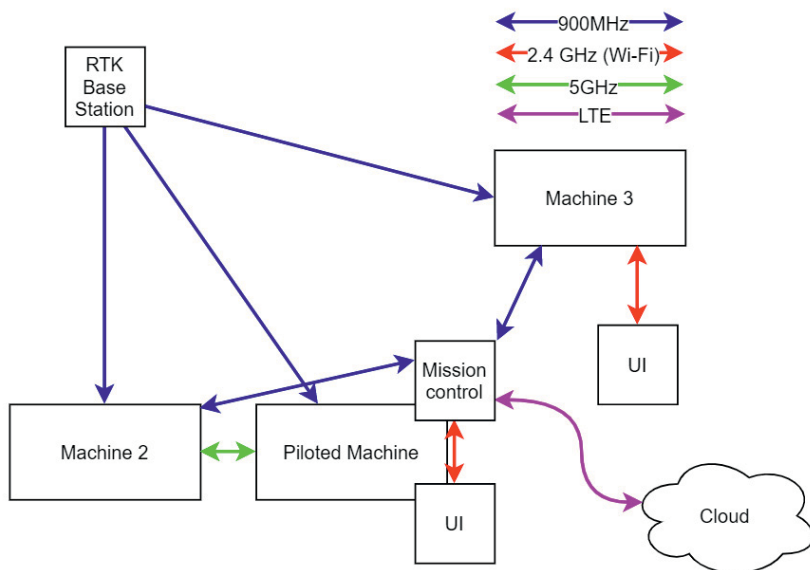 900MHz
2.4 GHz (Wi-Fi)
5GHz
LTE
RTK
Base
Station
Machine 3
Mission
control
UI
Machine 2
Piloted Machine
UI
Cloud